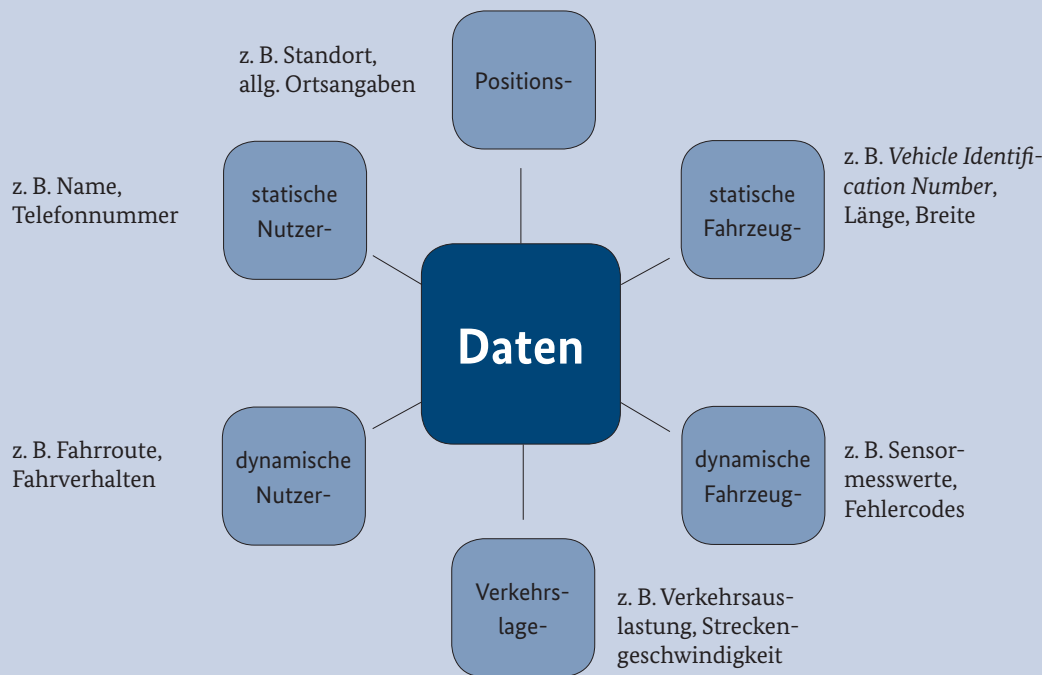 z. B. Standort,
allg. Ortsangaben
Positions-
z. B. Name,
Telefonnummer
statische
Nutzer-
statische
Fahrzeug-
z. B. Vehicle Identifi-
cation Number,
Länge, Breite
Daten
z. B. Fahrroute,
Fahrverhalten
dynamische
Nutzer-
dynamische
Fahrzeug-
z. B. Sensor-
messwerte,
Fehlercodes
Verkehrs-
lage-
z. B. Verkehrsaus-
lastung, Strecken-
geschwindigkeit